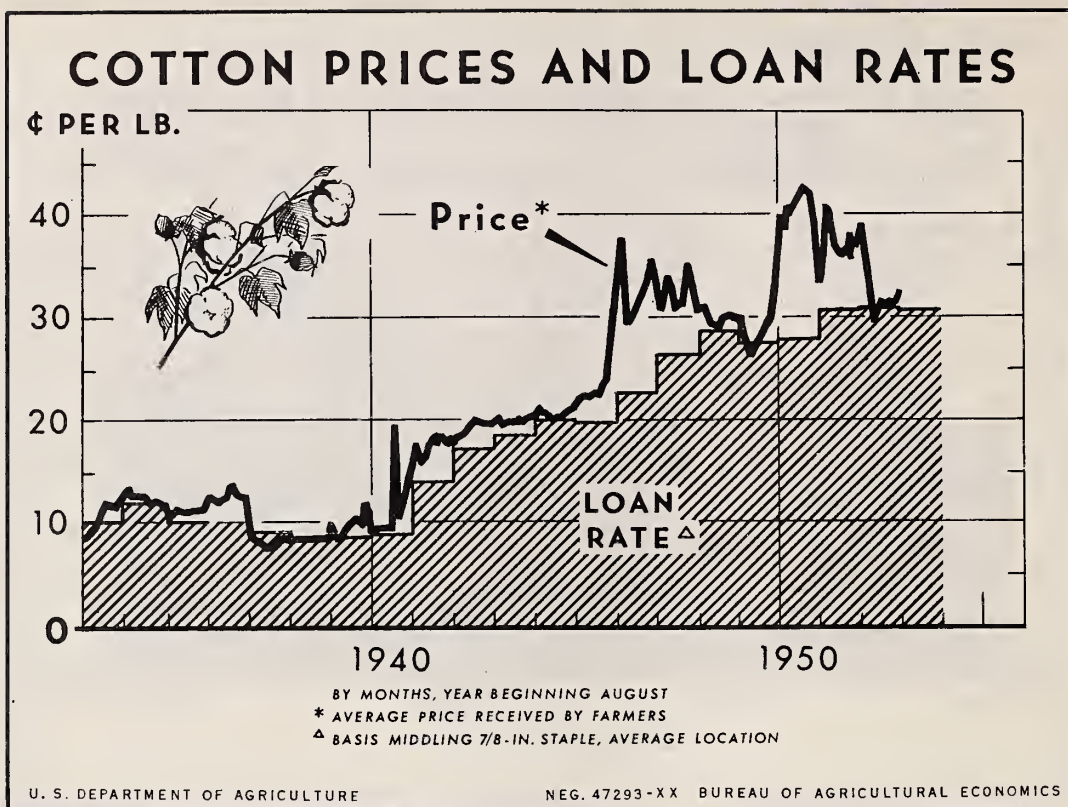 COTTON PRICES AND LOAN RATES
¢ PER LB.
40
30
20
10
0
Price*
LOAN
RATE △
1940
1950
BY MONTHS, YEAR BEGINNING AUGUST
* AVERAGE PRICE RECEIVED BY FARMERS
△ BASIS MIDDLING 7/8-IN. STAPLE, AVERAGE LOCATION
U. S. DEPARTMENT OF AGRICULTURE
NEG. 47293-XX BUREAU OF AGRICULTURAL ECONOMICS